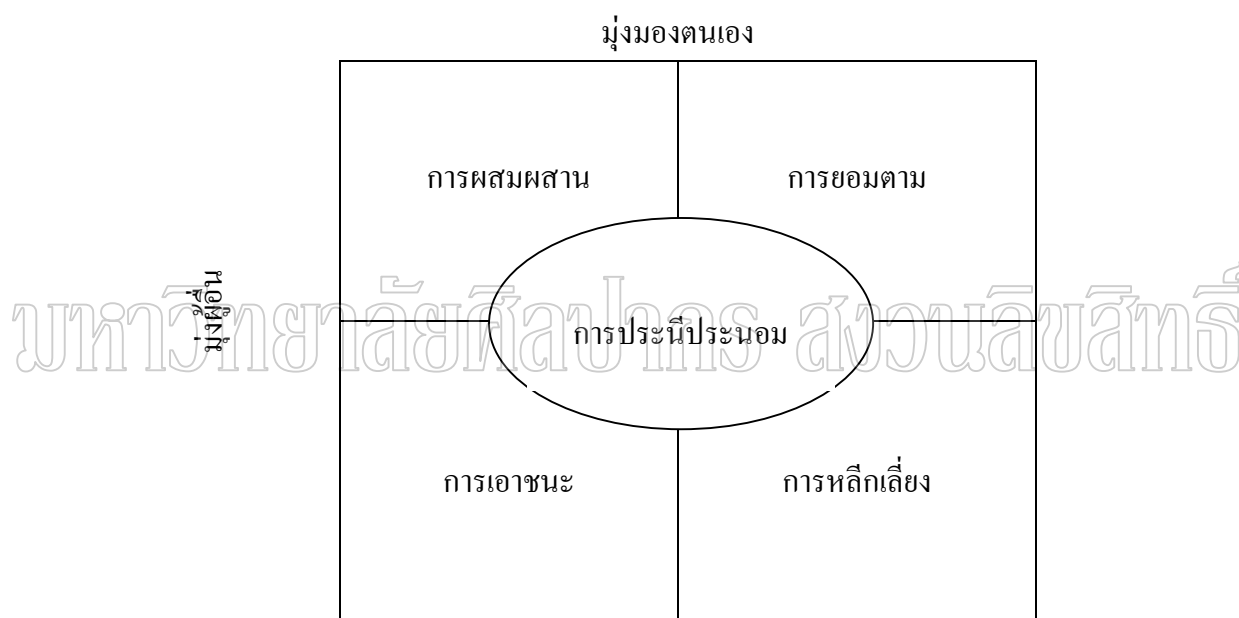 มุ่งมองตนเอง
การผสมผสาน
การยอมตาม
มุ่งผู้อื่น
มหาวิทยาลัยศิลปากร สงวนลิขสิทธิ์
การประนีประนอม
การเอาชนะ
การหลีกเลี่ยง